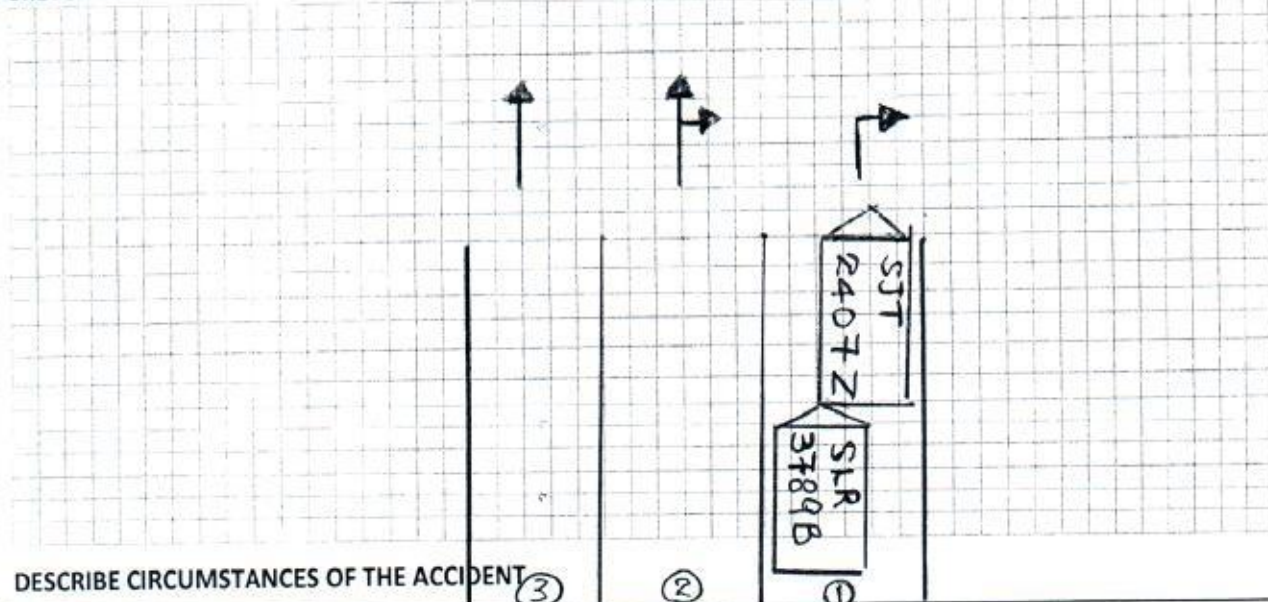 SJT
2407Z
SLR
3789B
DESCRIBE CIRCUMSTANCES OF THE ACCIDENT
3
2
1